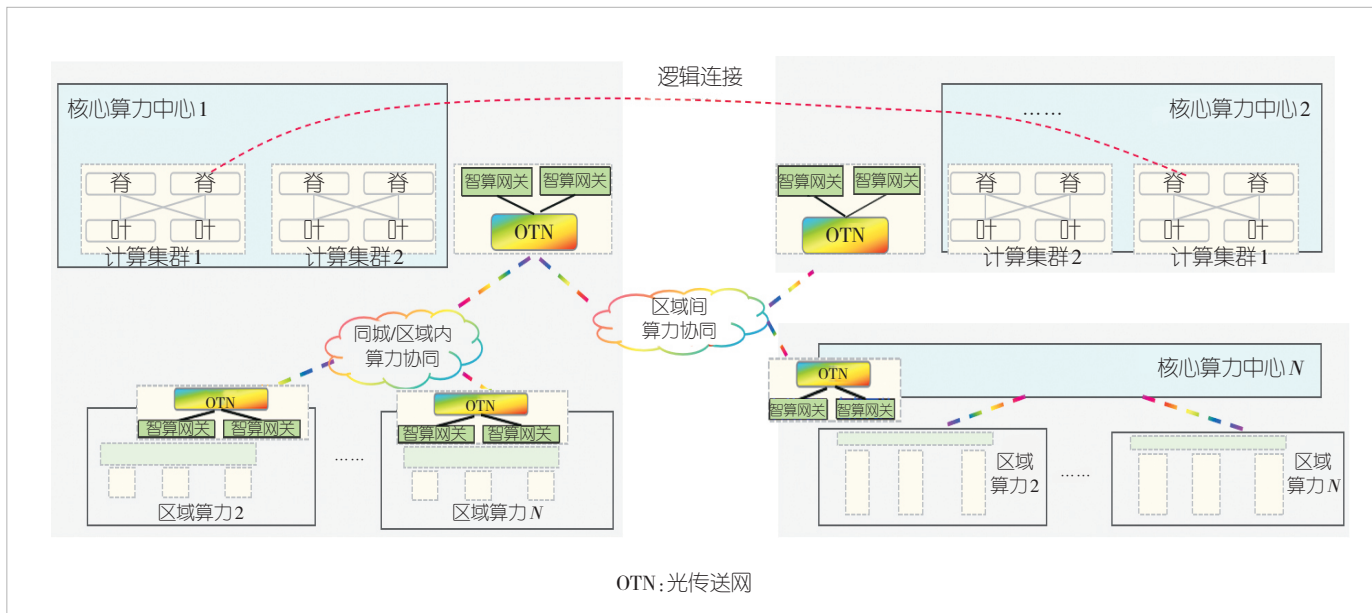 逻辑连接
核心算力中心1
…… 核心算力中心2
脊 脊 脊 脊
叶 叶 叶 叶
计算集群1 计算集群2
智算网关 智算网关
OTN
智算网关 智算网关
OTN
脊 脊 脊 脊
叶 叶 叶 叶
计算集群2 计算集群1
同城/区域内
算力协同
区域间
算力协同
OTN
智算网关 智算网关
区域算力2
……
OTN
智算网关 智算网关
区域算力N
OTN
智算网关 智算网关
核心算力中心N
区域
算力2
……
区域
算力N
OTN:光传送网